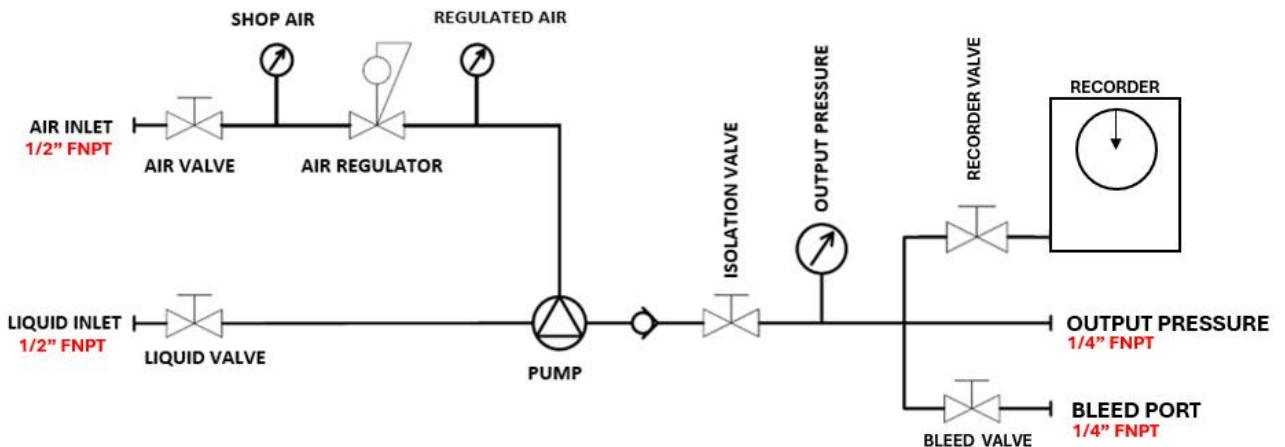 SHOP AIR
REGULATED AIR
AIR INLET
1/2” FNPT
AIR VALVE
AIR REGULATOR
OUTPUT PRESSURE
RECORDER VALVE
RECORDER
ISOLATION VALVE
LIQUID INLET
1/2” FNPT
LIQUID VALVE
PUMP
OUTPUT PRESSURE
1/4” FNPT
BLEED PORT
1/4” FNPT
BLEED VALVE